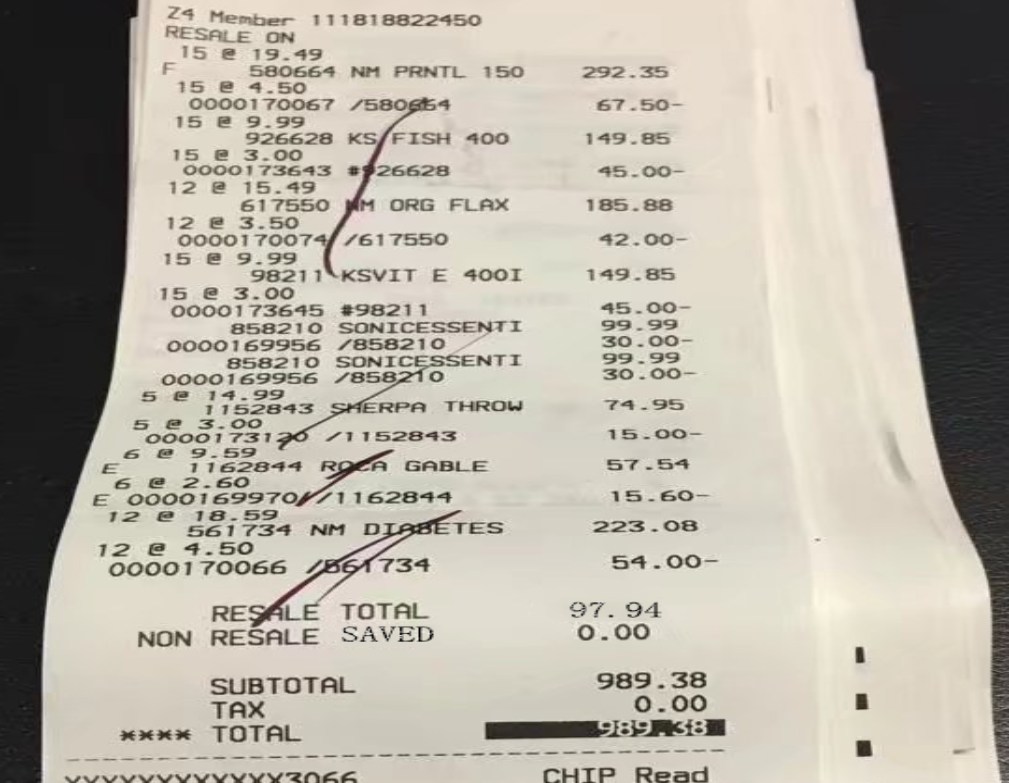 Z4 Member 111818822450
RESALE ON
15 @ 19.49
F 580664 NM PRNTL 150 292.35
15 @ 4.50
0000170067 /580664 67.50-
15 @ 9.99
926628 KS FISH 400 149.85
15 @ 3.00
0000173643 #926628 45.00-
12 @ 15.49
617550 NM ORG FLAX 185.88
12 @ 3.50
0000170074 /617550 42.00-
15 @ 9.99
98211 KSVIT E 400I 149.85
15 @ 3.00
0000173645 #98211 45.00-
858210 SONICESSENTI 99.99
0000169956 /858210 30.00-
858210 SONICESSENTI 99.99
0000169956 /858210 30.00-
5 @ 14.99
1152843 SHERPA THROW 74.95
5 @ 3.00
0000173120 /1152843 15.00-
6 @ 9.59
E 1162844 ROCA GABLE 57.54
6 @ 2.60
E 0000169970 /1162844 15.60-
12 @ 18.59
561734 NM DIABETES 223.08
12 @ 4.50
0000170066 /561734 54.00-
RESALE TOTAL 97.94
NON RESALE SAVED 0.00
SUBTOTAL 989.38
TAX 0.00
**** TOTAL 989.38
XXXXXXXXXXXX3066 CHIP Read